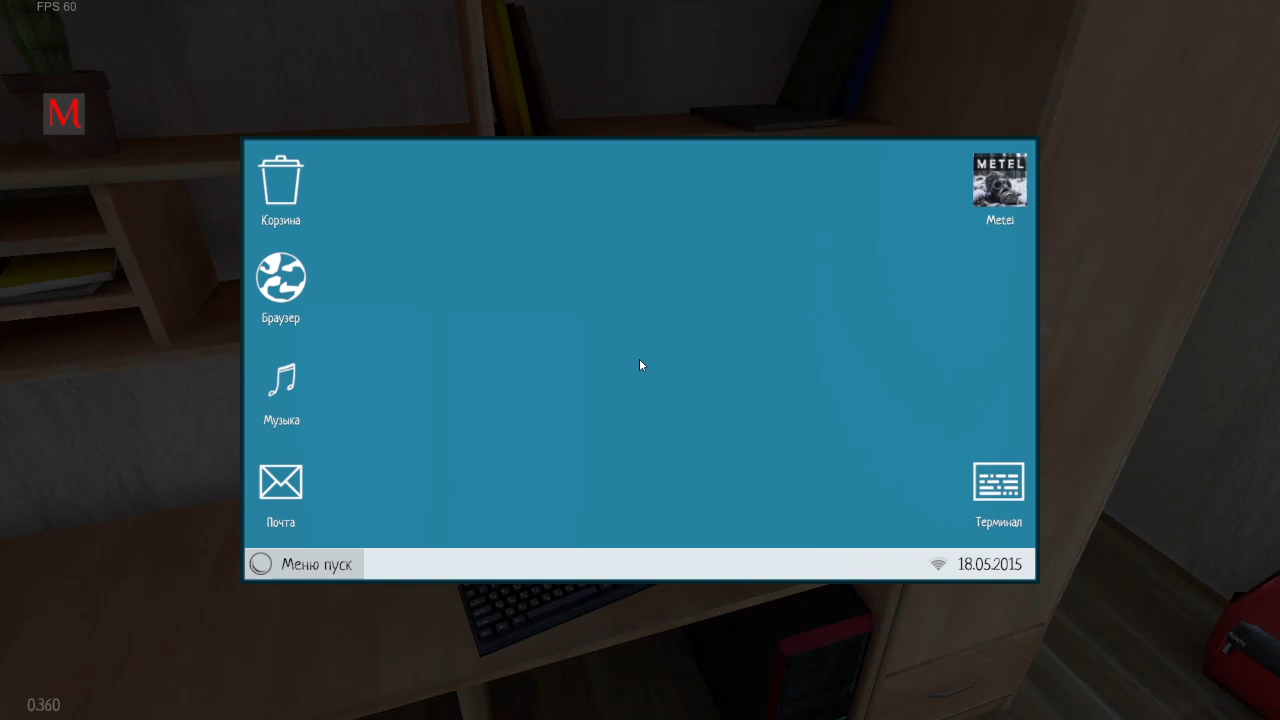 FPS 60
M
METEL
Корзина
Metel
Браузер
Музыка
Почта
Терминал
Меню пуск
18.05.2015
0.360